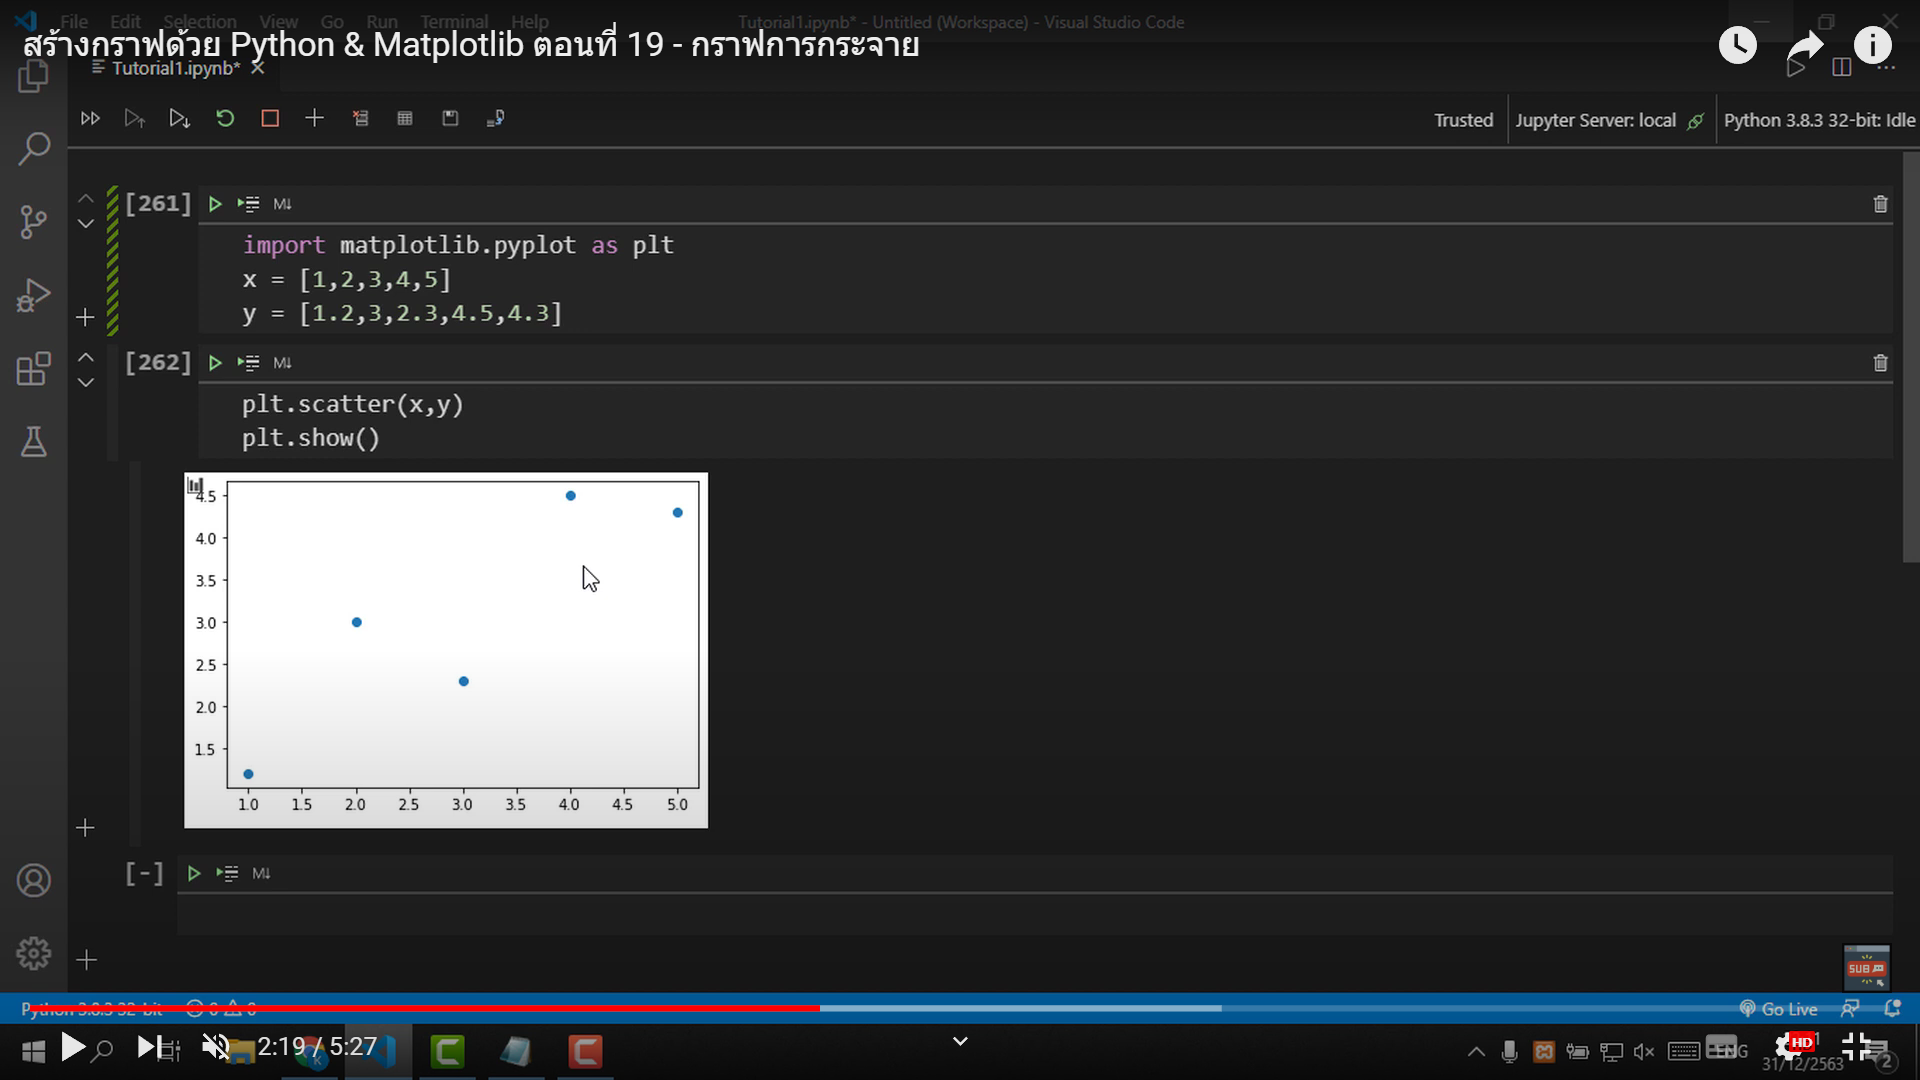 File Edit Selection View Go Run Terminal Help Tutorial1.ipynb* - Untitled (Workspace) - Visual Studio Code
สร้างกราฟด้วย Python & Matplotlib ตอนที่ 19 - กราฟการกระจาย
Tutorial1.ipynb*
Trusted Jupyter Server: local Python 3.8.3 32-bit: Idle
[261] M↓
import matplotlib.pyplot as plt
x = [1,2,3,4,5]
y = [1.2,3,2.3,4.5,4.3]
[262] M↓
plt.scatter(x,y)
plt.show()
4.5
4.0
3.5
3.0
2.5
2.0
1.5
1.0 1.5 2.0 2.5 3.0 3.5 4.0 4.5 5.0
[-] M↓
SUB
Python 3.8.3 32-bit 0 0 Go Live
2:19 / 5:27 ENG HD
31/12/2563 2